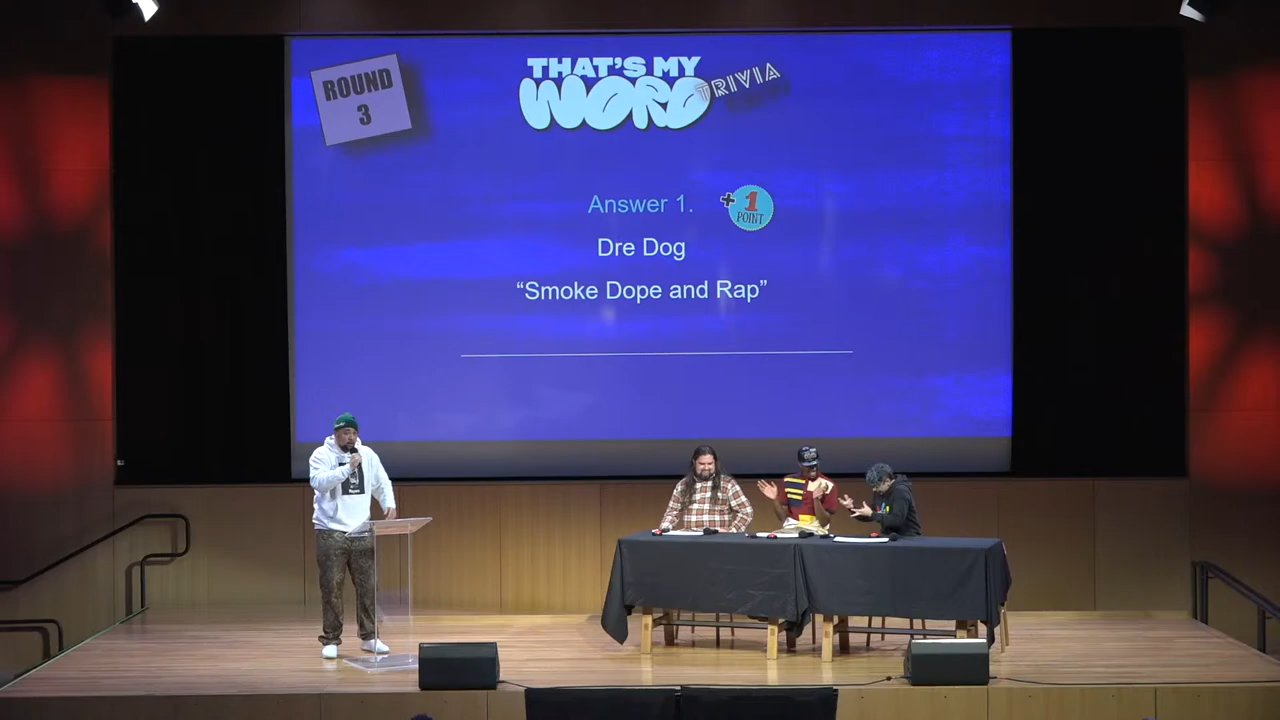 ROUND
3
THAT'S MY
WORD
TRIVIA
Answer 1.
+1
POINT
Dre Dog
“Smoke Dope and Rap”